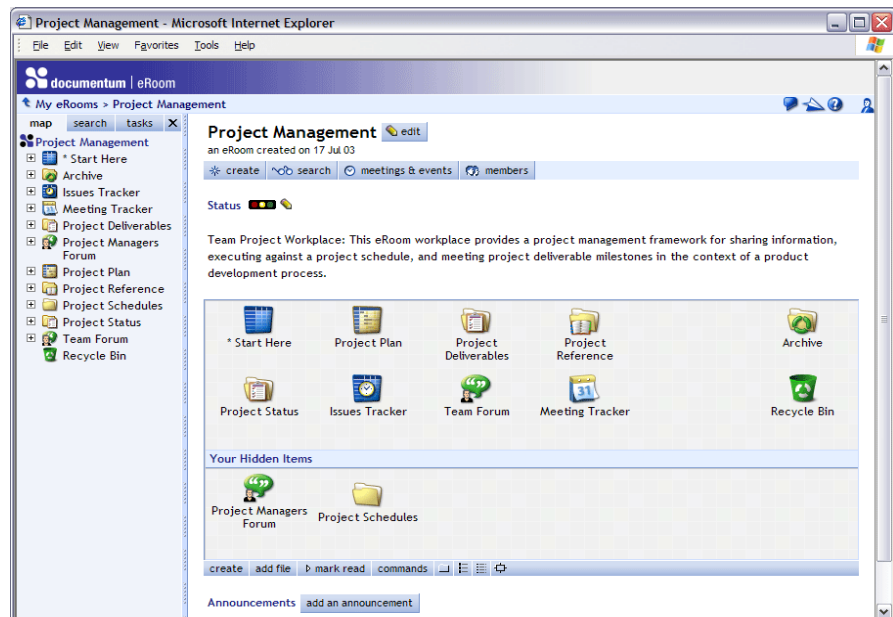 Project Management - Microsoft Internet Explorer
File Edit View Favorites Tools Help
documentum | eRoom
My eRooms > Project Management
map search tasks X
Project Management
* Start Here
Archive
Issues Tracker
Meeting Tracker
Project Deliverables
Project Managers
Forum
Project Plan
Project Reference
Project Schedules
Project Status
Team Forum
Recycle Bin
Project Management edit
an eRoom created on 17 Jul 03
create search meetings & events members
Status
Team Project Workplace: This eRoom workplace provides a project management framework for sharing information,
executing against a project schedule, and meeting project deliverable milestones in the context of a product
development process.
* Start Here Project Plan Project Project Archive
Deliverables Reference
31
Project Status Issues Tracker Team Forum Meeting Tracker Recycle Bin
Your Hidden Items
Project Managers Project Schedules
Forum
create add file mark read commands
Announcements add an announcement